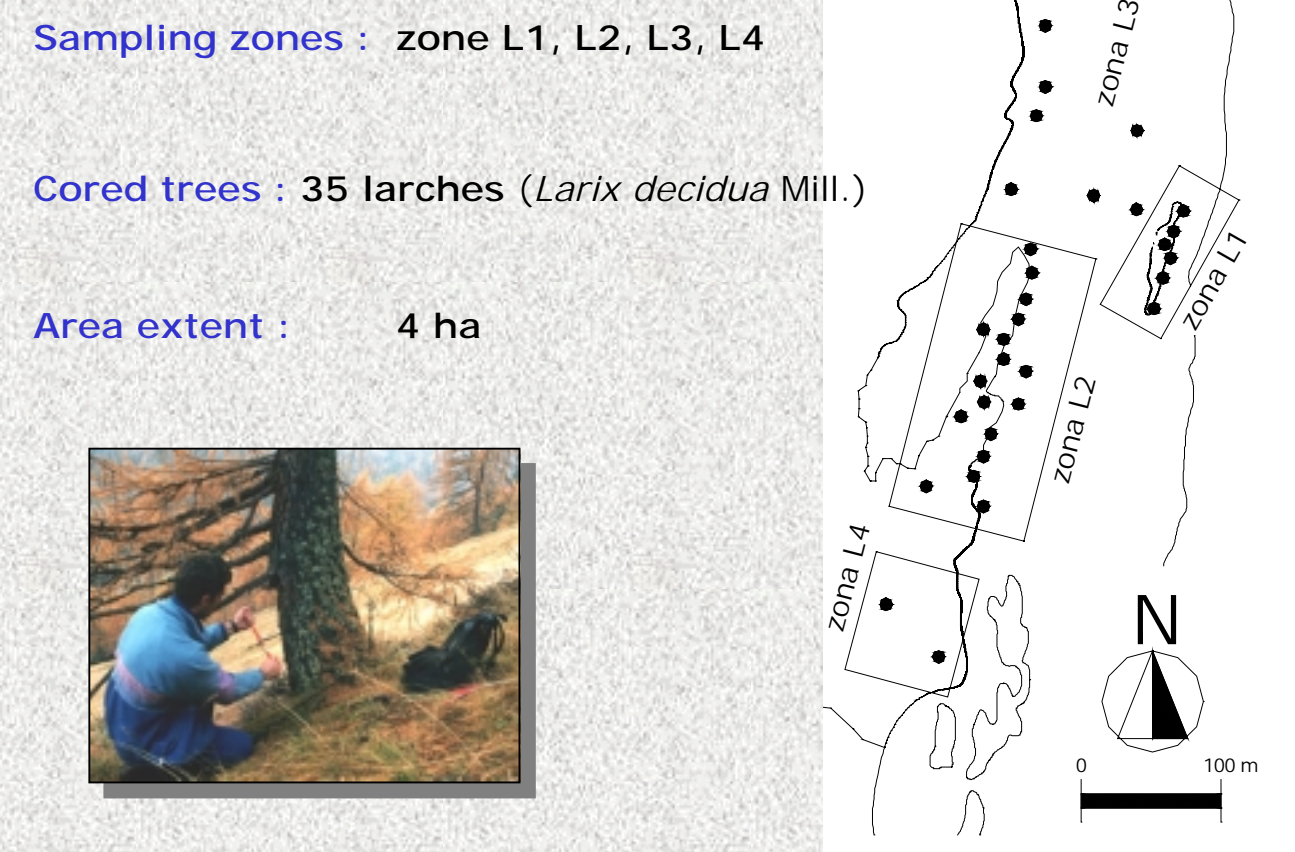 Sampling zones : zone L1, L2, L3, L4
Cored trees : 35 larches (Larix decidua Mill.)
Area extent : 4 ha
zona L3
zona L1
zona L2
zona L4
N
0 100 m